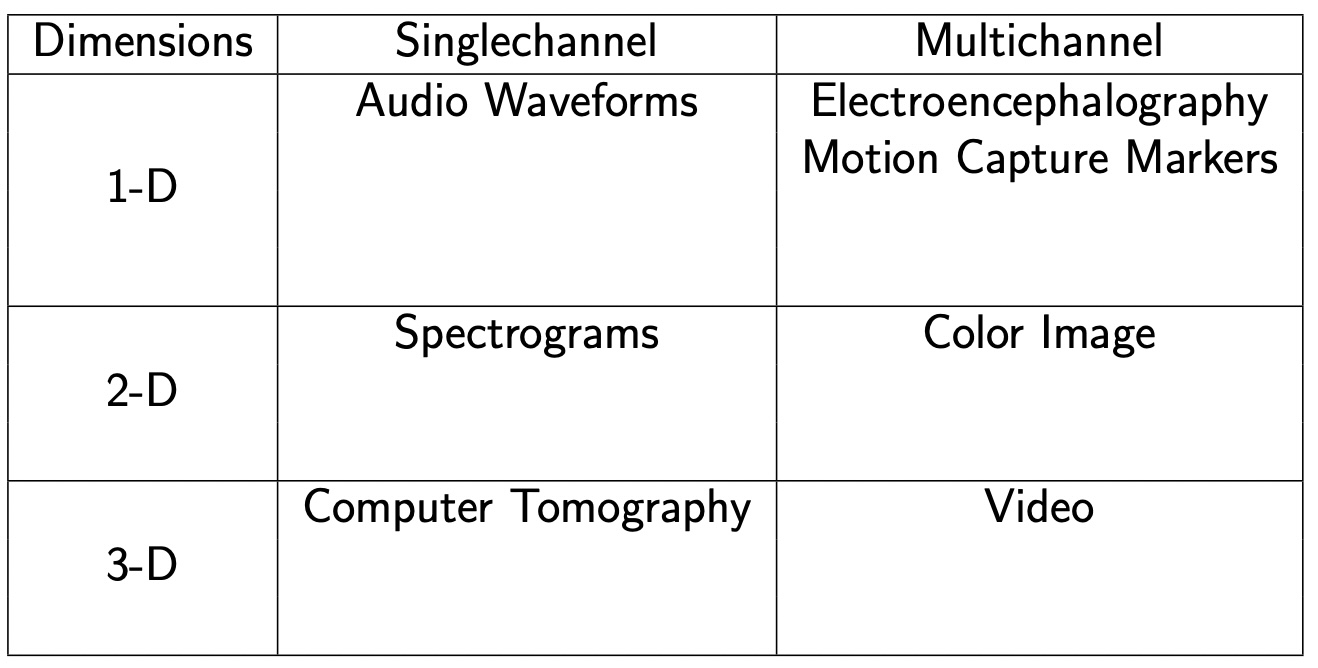 Dimensions Singlechannel Multichannel
1-D Audio Waveforms Electroencephalography
Motion Capture Markers
2-D Spectrograms Color Image
3-D Computer Tomography Video